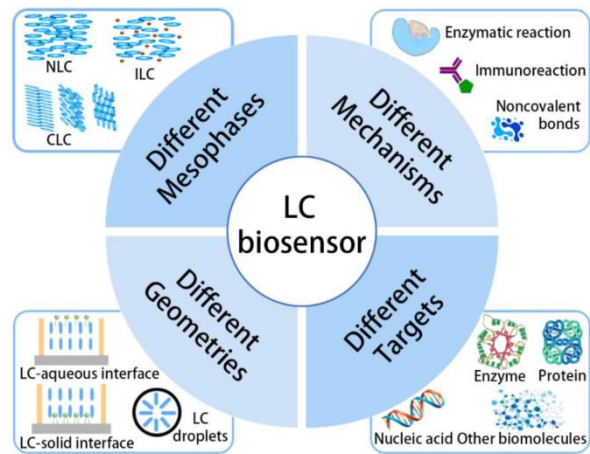 NLC
ILC
CLC
Different
Mesophases
Different
Mechanisms
Enzymatic reaction
Immunoreaction
Noncovalent
bonds
LC
biosensor
Different
Geometries
LC-aqueous interface
LC-solid interface
LC
droplets
Different
Targets
Enzyme
Protein
Nucleic acid
Other biomolecules